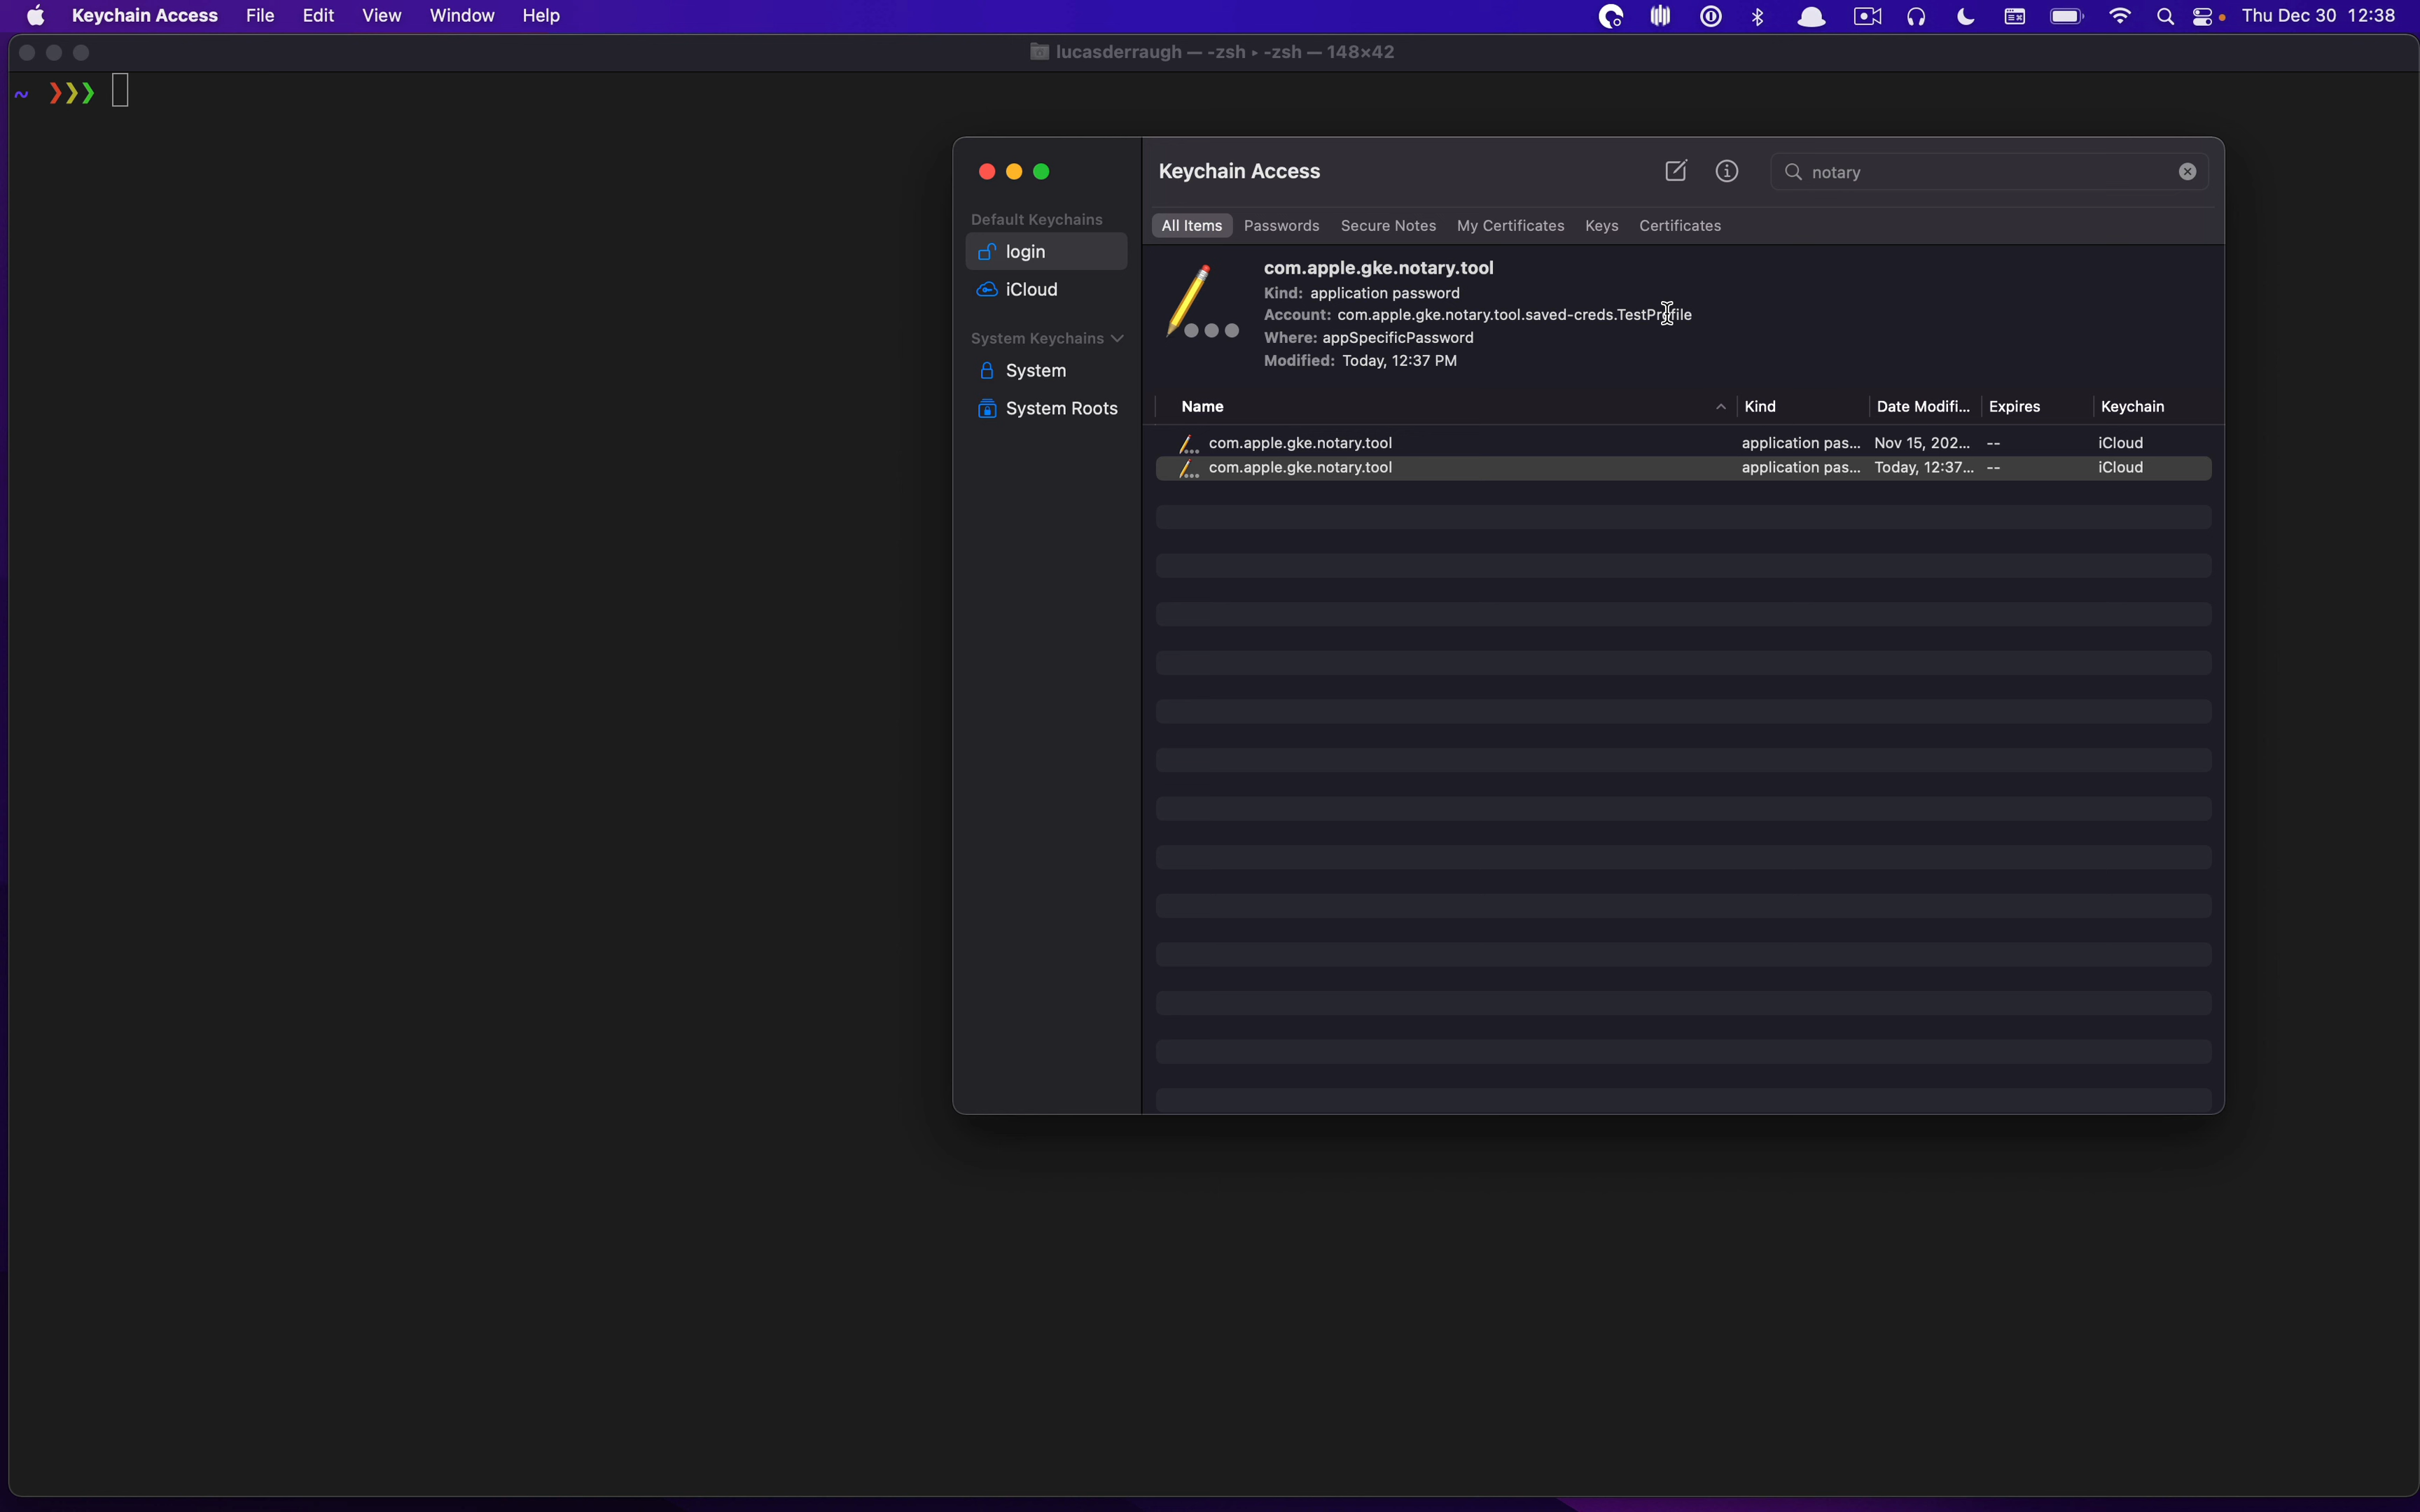 Keychain Access File Edit View Window Help Thu Dec 30 12:38
lucasderraugh — -zsh ▸ -zsh — 148×42
~ ❯❯❯
Keychain Access
notary
Default Keychains
login
iCloud
System Keychains
System
System Roots
All Items Passwords Secure Notes My Certificates Keys Certificates
com.apple.gke.notary.tool
Kind: application password
Account: com.apple.gke.notary.tool.saved-creds.TestProfile
Where: appSpecificPassword
Modified: Today, 12:37 PM
Name Kind Date Modifi... Expires Keychain
com.apple.gke.notary.tool application pas... Nov 15, 202... -- iCloud
com.apple.gke.notary.tool application pas... Today, 12:37... -- iCloud